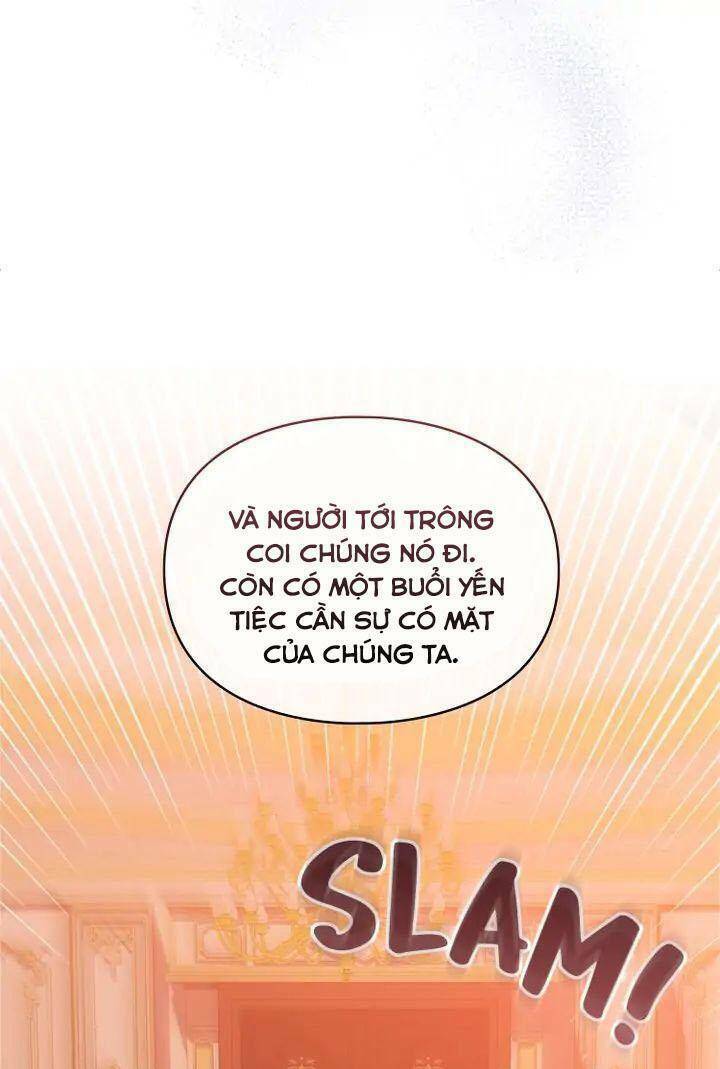 VÀ NGƯỜI TỚI TRÔNG
COI CHÚNG NÓ ĐI.
CÒN CÓ MỘT BUỔI YẾN
TIỆC CẦN SỰ CÓ MẶT
CỦA CHÚNG TA.
SLAM!